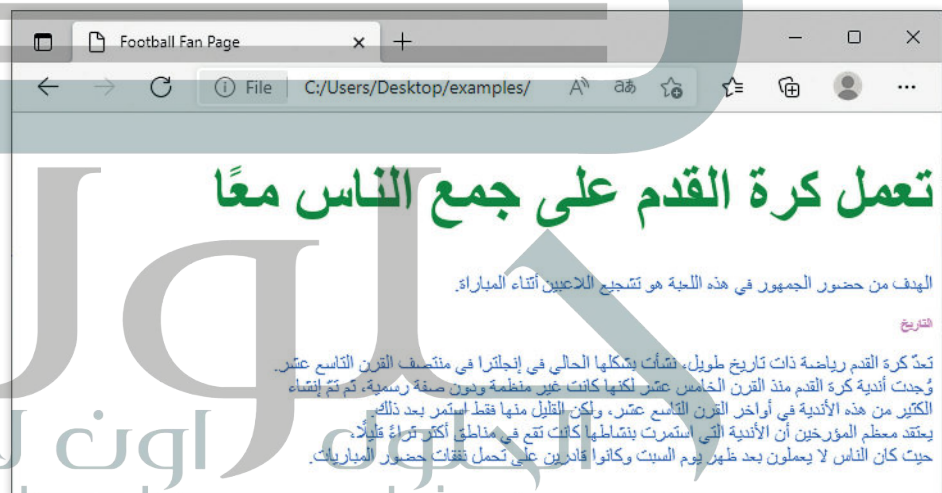 Football Fan Page
File C:/Users/Desktop/examples/
تعمل كرة القدم على جمع الناس معًا
الهدف من حضور الجمهور في هذه اللعبة هو تشجيع اللاعبين أثناء المباراة.
التاريخ
تعدّ كرة القدم رياضة ذات تاريخ طويل، نشأت بشكلها الحالي في إنجلترا في منتصف القرن التاسع عشر.
وُجدت أندية كرة القدم منذ القرن الخامس عشر لكنها كانت غير منظمة ودون صفة رسمية، ثم تمّ إنشاء
الكثير من هذه الأندية في أواخر القرن التاسع عشر، ولكن القليل منها فقط استمر بعد ذلك.
يعتقد معظم المؤرخين أن الأندية التي استمرت بنشاطها كانت تقع في مناطق أكثر ثراءً قليلًا،
حيث كان الناس لا يعملون بعد ظهر يوم السبت وكانوا قادرين على تحمل نفقات حضور المباريات.
حلول
الحلول اون ل